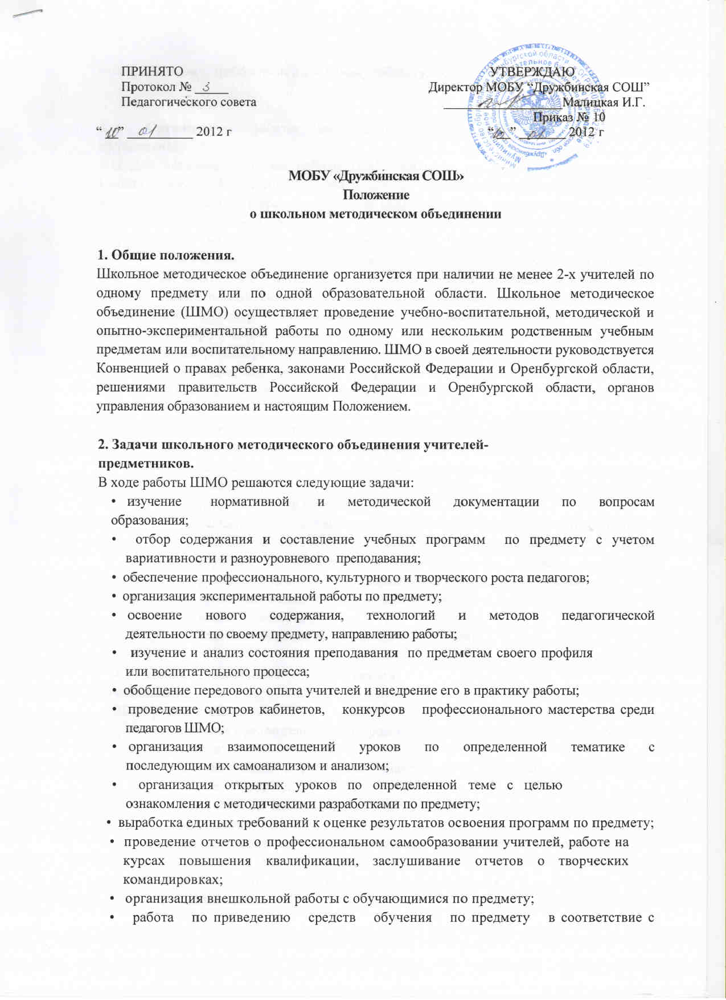 ПРИНЯТО
Протокол № 3
Педагогического совета
“ 10 ” 01 2012 г
УТВЕРЖДАЮ
Директор МОБУ “Дружбинская СОШ”
Малицкая И.Г.
Приказ № 10
“ 10 ” 01 2012 г
МОБУ «Дружбинская СОШ»
Положение
о школьном методическом объединении
1. Общие положения.
Школьное методическое объединение организуется при наличии не менее 2-х учителей по
одному предмету или по одной образовательной области. Школьное методическое
объединение (ШМО) осуществляет проведение учебно-воспитательной, методической и
опытно-экспериментальной работы по одному или нескольким родственным учебным
предметам или воспитательному направлению. ШМО в своей деятельности руководствуется
Конвенцией о правах ребенка, законами Российской Федерации и Оренбургской области,
решениями правительств Российской Федерации и Оренбургской области, органов
управления образованием и настоящим Положением.
2. Задачи школьного методического объединения учителей-
предметников.
В ходе работы ШМО решаются следующие задачи:
• изучение нормативной и методической документации по вопросам
образования;
• отбор содержания и составление учебных программ по предмету с учетом
вариативности и разноуровневого преподавания;
• обеспечение профессионального, культурного и творческого роста педагогов;
• организация экспериментальной работы по предмету;
• освоение нового содержания, технологий и методов педагогической
деятельности по своему предмету, направлению работы;
• изучение и анализ состояния преподавания по предметам своего профиля
или воспитательного процесса;
• обобщение передового опыта учителей и внедрение его в практику работы;
• проведение смотров кабинетов, конкурсов профессионального мастерства среди
педагогов ШМО;
• организация взаимопосещений уроков по определенной тематике с
последующим их самоанализом и анализом;
• организация открытых уроков по определенной теме с целью
ознакомления с методическими разработками по предмету;
• выработка единых требований к оценке результатов освоения программ по предмету;
• проведение отчетов о профессиональном самообразовании учителей, работе на
курсах повышения квалификации, заслушивание отчетов о творческих
командировках;
• организация внешкольной работы с обучающимися по предмету;
• работа по приведению средств обучения по предмету в соответствие с